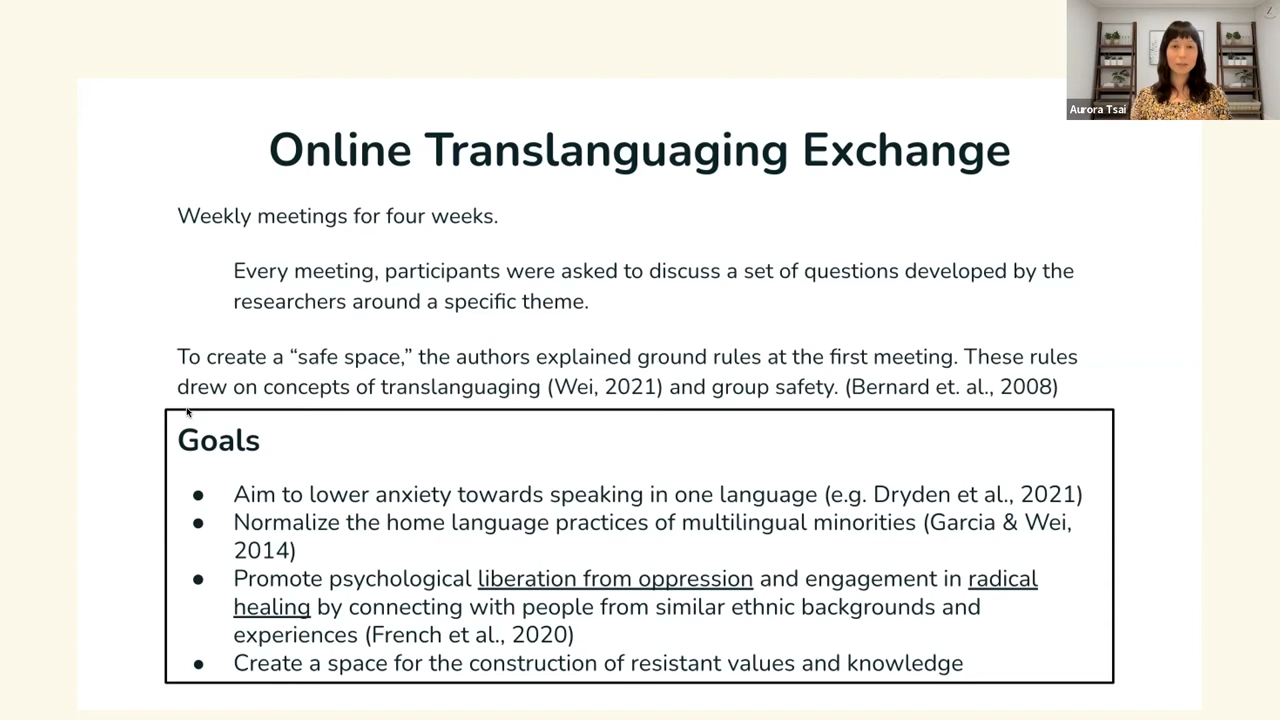 Aurora Tsai
Online Translanguaging Exchange
Weekly meetings for four weeks.
Every meeting, participants were asked to discuss a set of questions developed by the
researchers around a specific theme.
To create a “safe space,” the authors explained ground rules at the first meeting. These rules
drew on concepts of translanguaging (Wei, 2021) and group safety. (Bernard et. al., 2008)
Goals
● Aim to lower anxiety towards speaking in one language (e.g. Dryden et al., 2021)
● Normalize the home language practices of multilingual minorities (Garcia & Wei,
2014)
● Promote psychological liberation from oppression and engagement in radical
healing by connecting with people from similar ethnic backgrounds and
experiences (French et al., 2020)
● Create a space for the construction of resistant values and knowledge